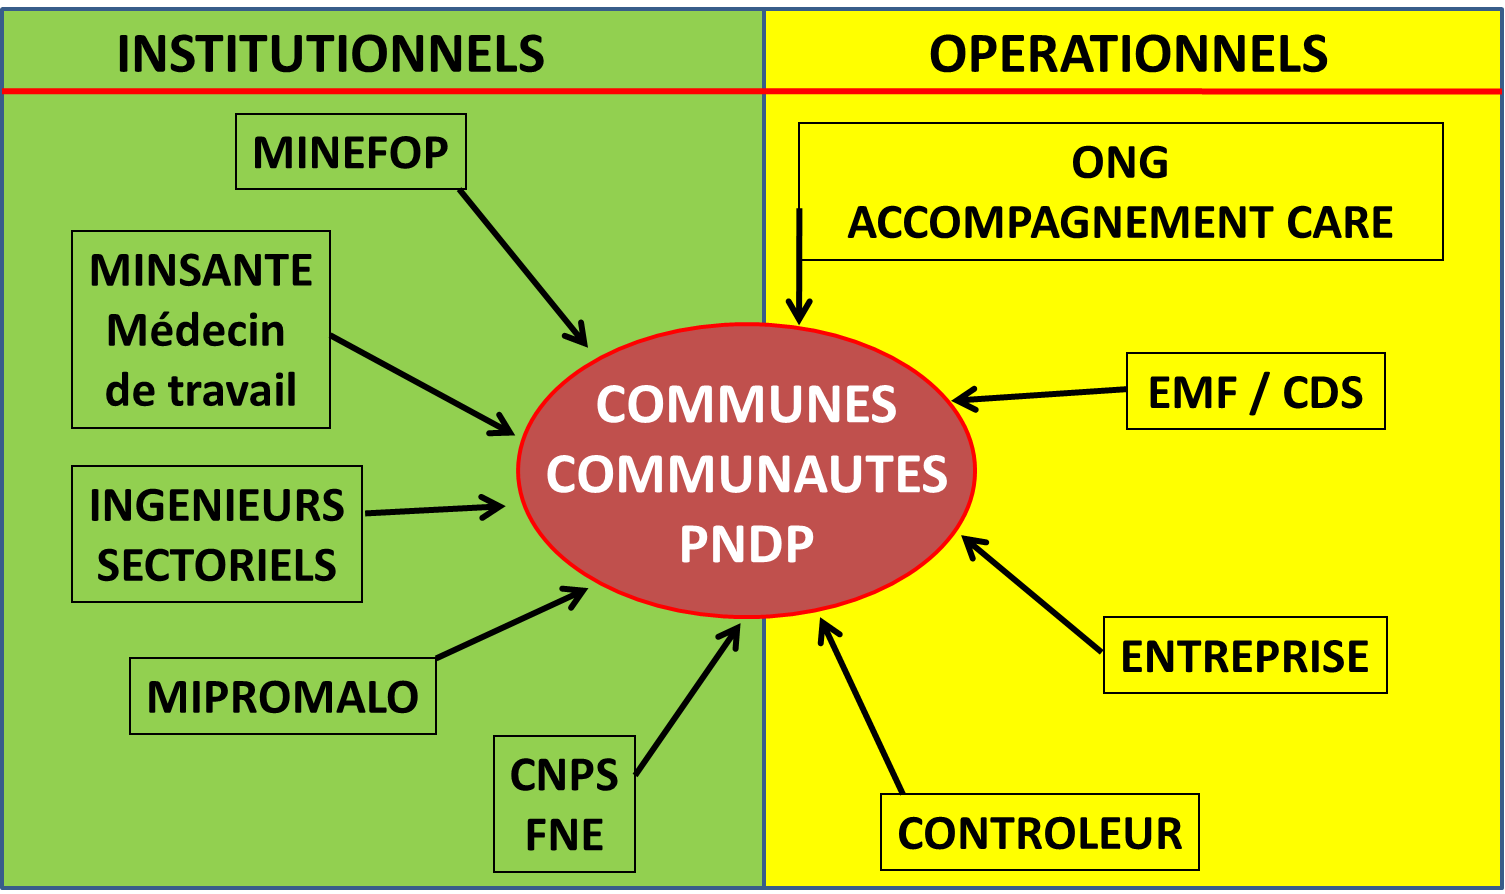 INSTITUTIONNELS
OPERATIONNELS
MINEFOP
MINSANTE
Médecin
de travail
INGENIEURS
SECTORIELS
MIPROMALO
CNPS
FNE
COMMUNES
COMMUNAUTES
PNDP
ONG
ACCOMPAGNEMENT CARE
EMF / CDS
ENTREPRISE
CONTROLEUR